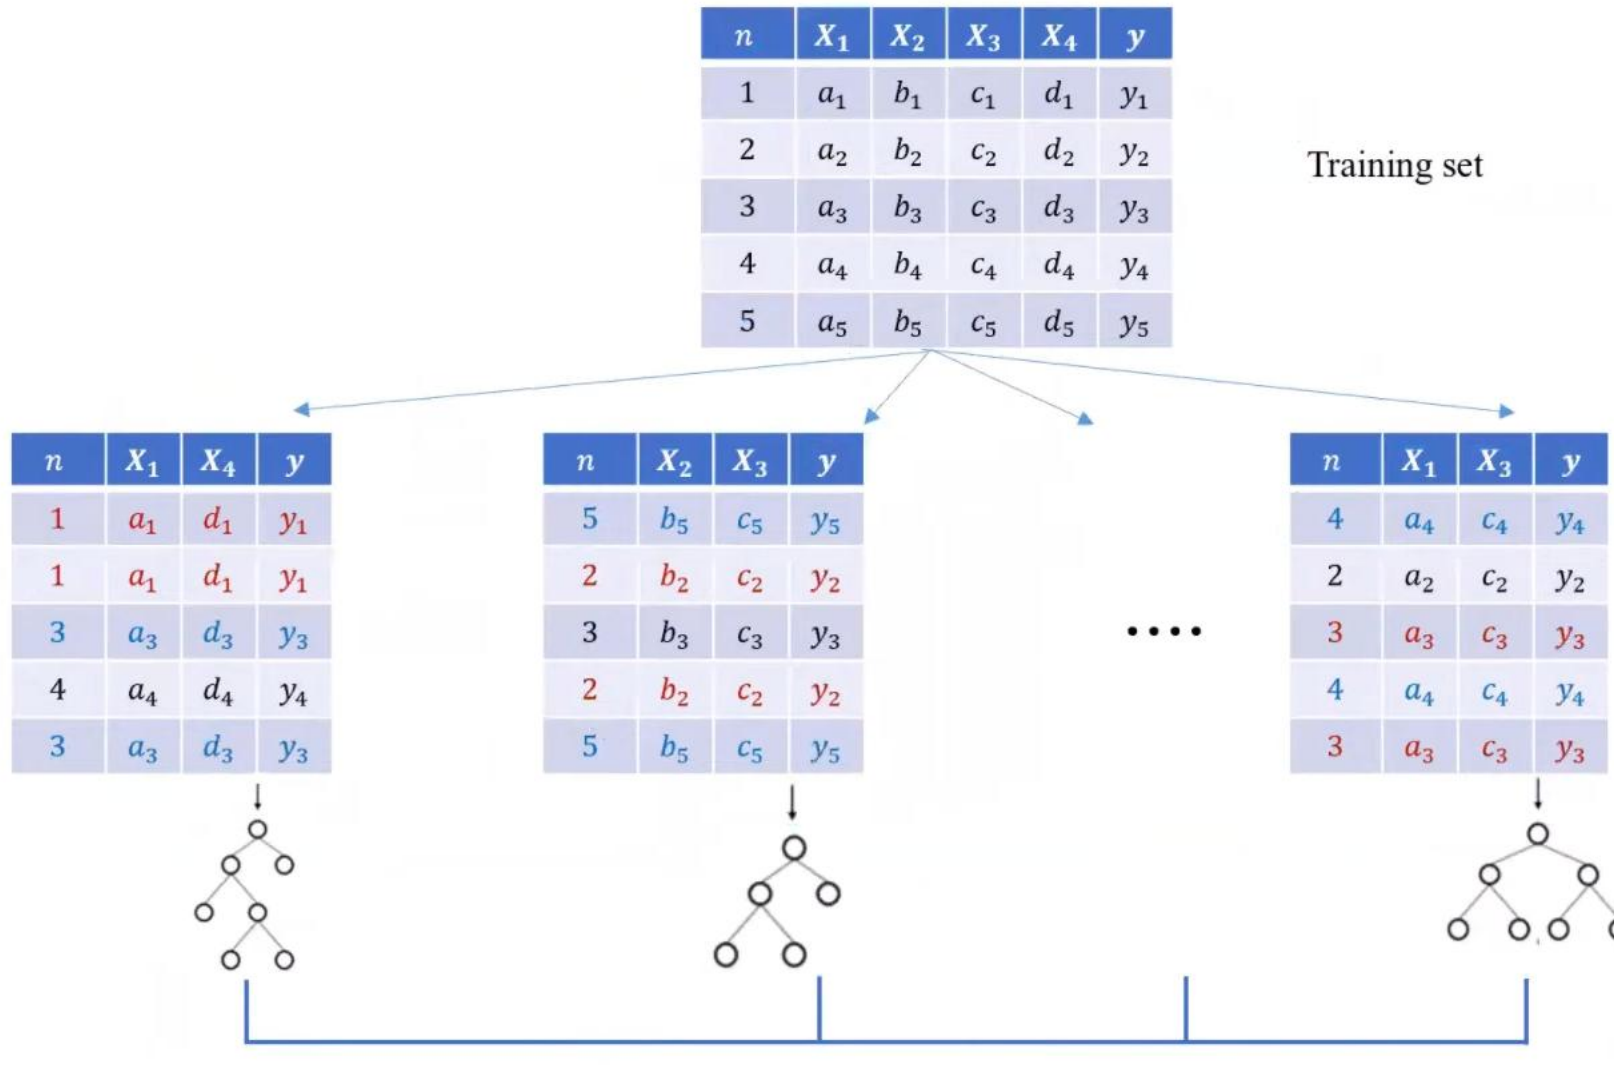 n X₁ X₂ X₃ X₄ y
1 a₁ b₁ c₁ d₁ y₁
2 a₂ b₂ c₂ d₂ y₂
3 a₃ b₃ c₃ d₃ y₃
4 a₄ b₄ c₄ d₄ y₄
5 a₅ b₅ c₅ d₅ y₅
Training set
n X₁ X₄ y
1 a₁ d₁ y₁
1 a₁ d₁ y₁
3 a₃ d₃ y₃
4 a₄ d₄ y₄
3 a₃ d₃ y₃
n X₂ X₃ y
5 b₅ c₅ y₅
2 b₂ c₂ y₂
3 b₃ c₃ y₃
2 b₂ c₂ y₂
5 b₅ c₅ y₅
....
n X₁ X₃ y
4 a₄ c₄ y₄
2 a₂ c₂ y₂
3 a₃ c₃ y₃
4 a₄ c₄ y₄
3 a₃ c₃ y₃